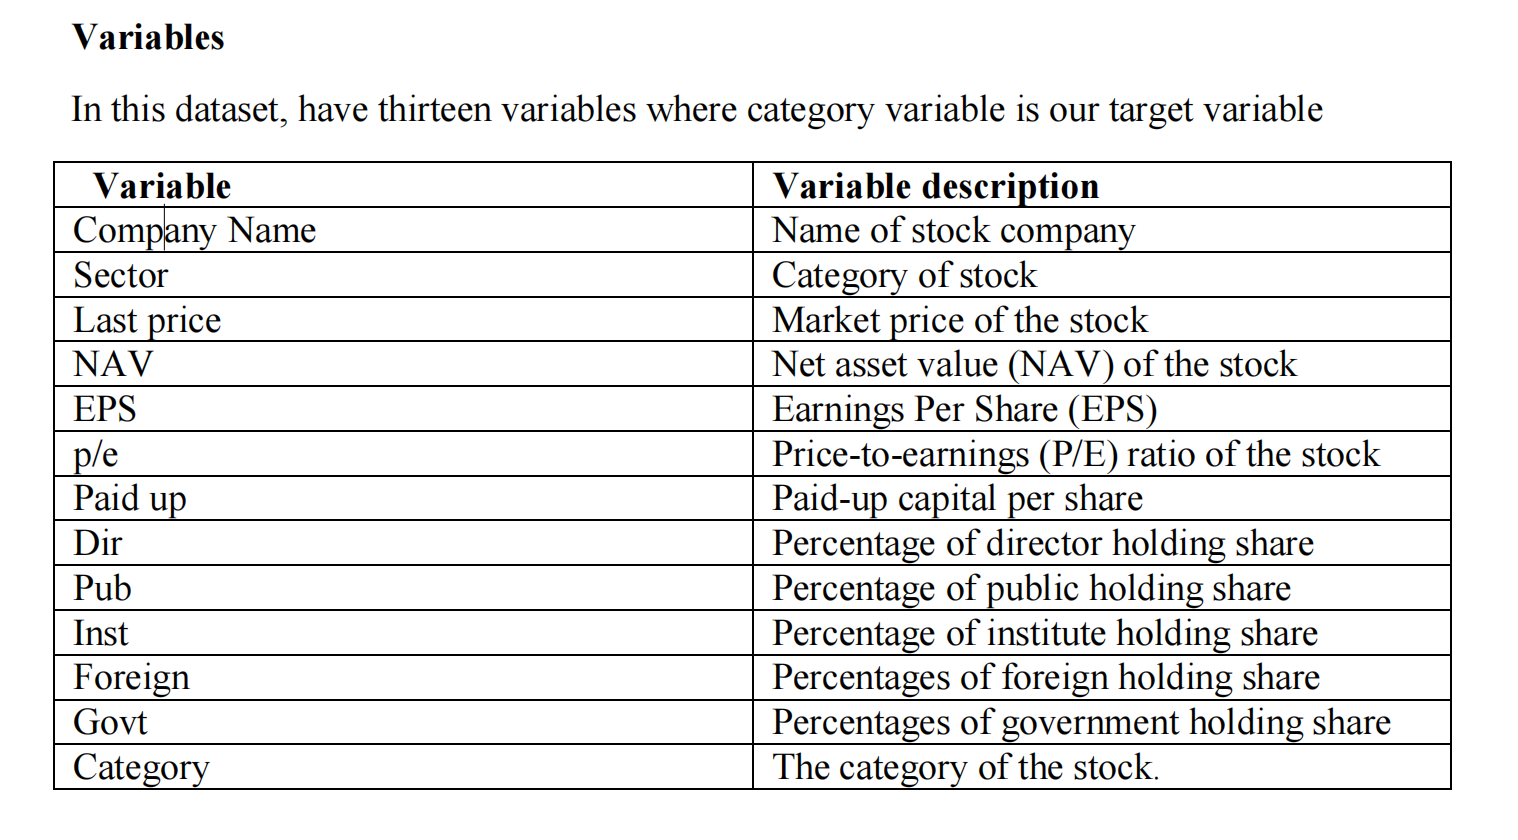 Variables
In this dataset, have thirteen variables where category variable is our target variable
Variable Variable description
Company Name Name of stock company
Sector Category of stock
Last price Market price of the stock
NAV Net asset value (NAV) of the stock
EPS Earnings Per Share (EPS)
p/e Price-to-earnings (P/E) ratio of the stock
Paid up Paid-up capital per share
Dir Percentage of director holding share
Pub Percentage of public holding share
Inst Percentage of institute holding share
Foreign Percentages of foreign holding share
Govt Percentages of government holding share
Category The category of the stock.